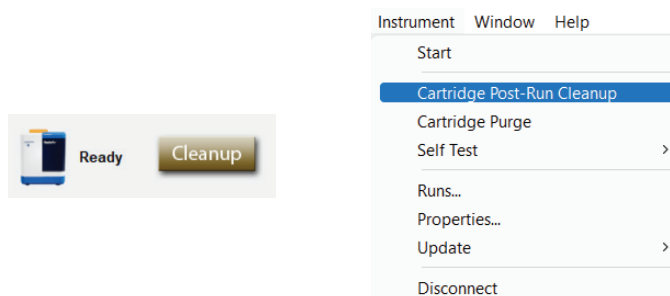 Ready
Cleanup
Instrument Window Help
Start
Cartridge Post-Run Cleanup
Cartridge Purge
Self Test >
Runs...
Properties...
Update >
Disconnect